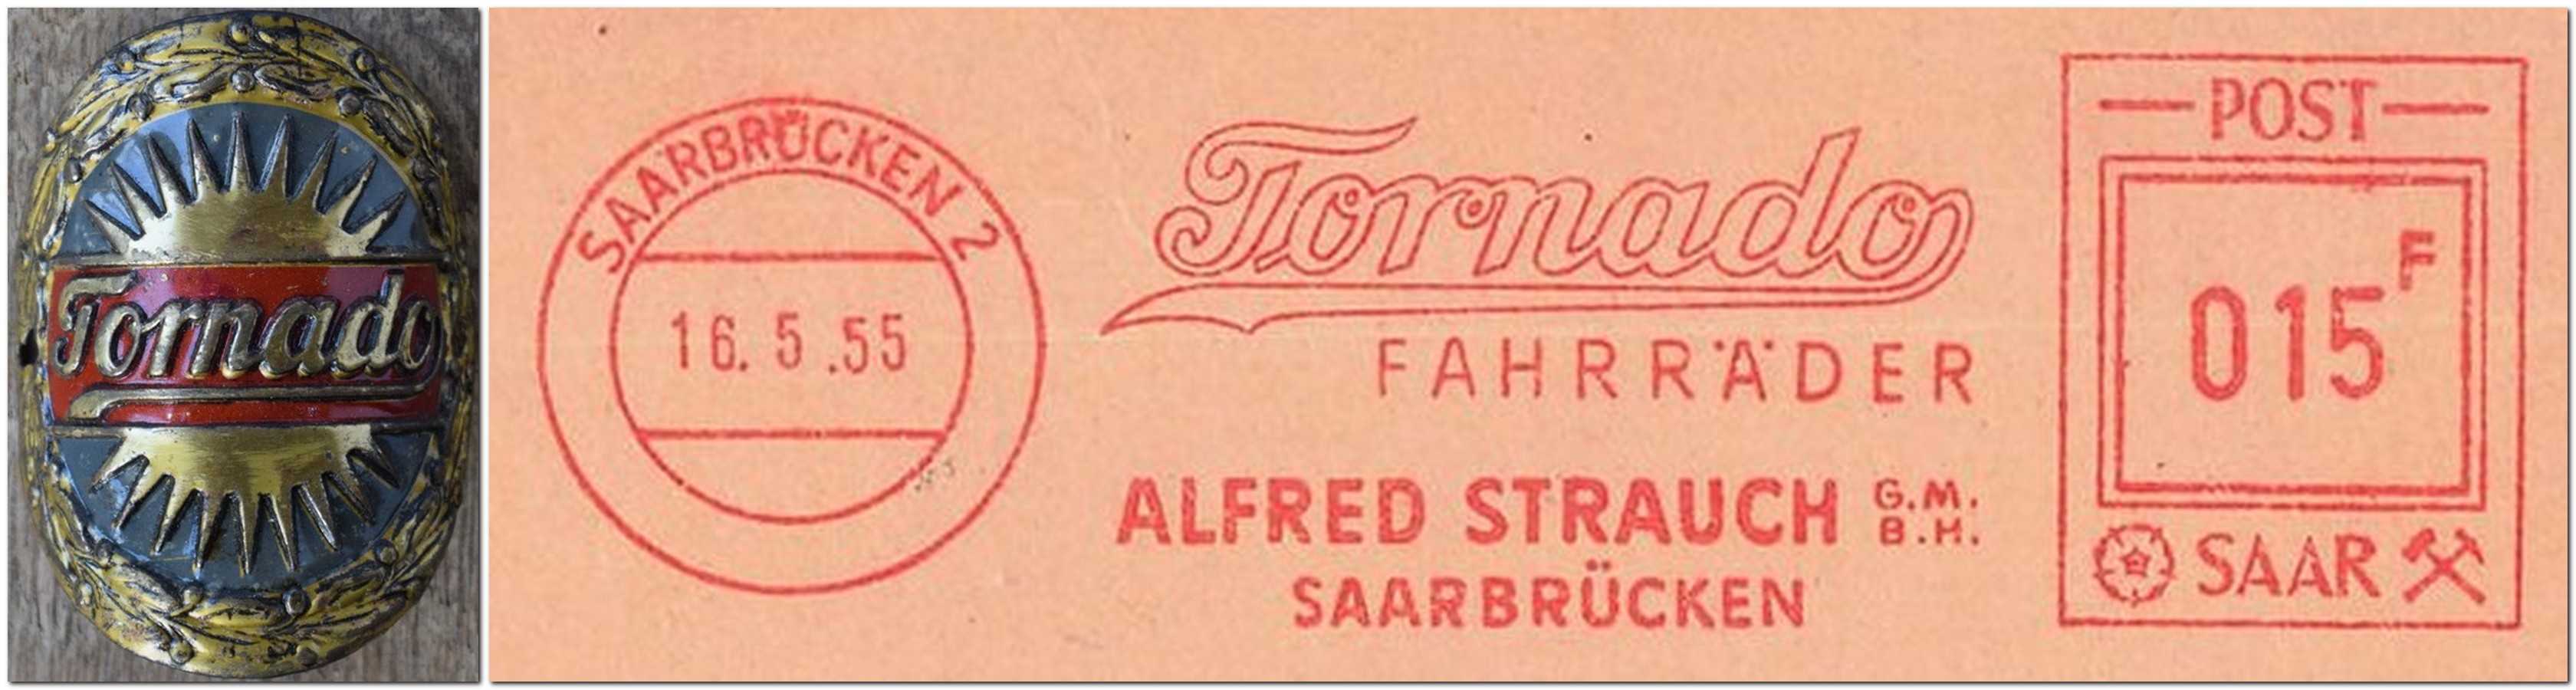 Tornado
SAARBRÜCKEN 2
16. 5 .55
Tornado
FAHRRÄDER
ALFRED STRAUCH G.M.
B.H.
SAARBRÜCKEN
POST
015 F
SAAR